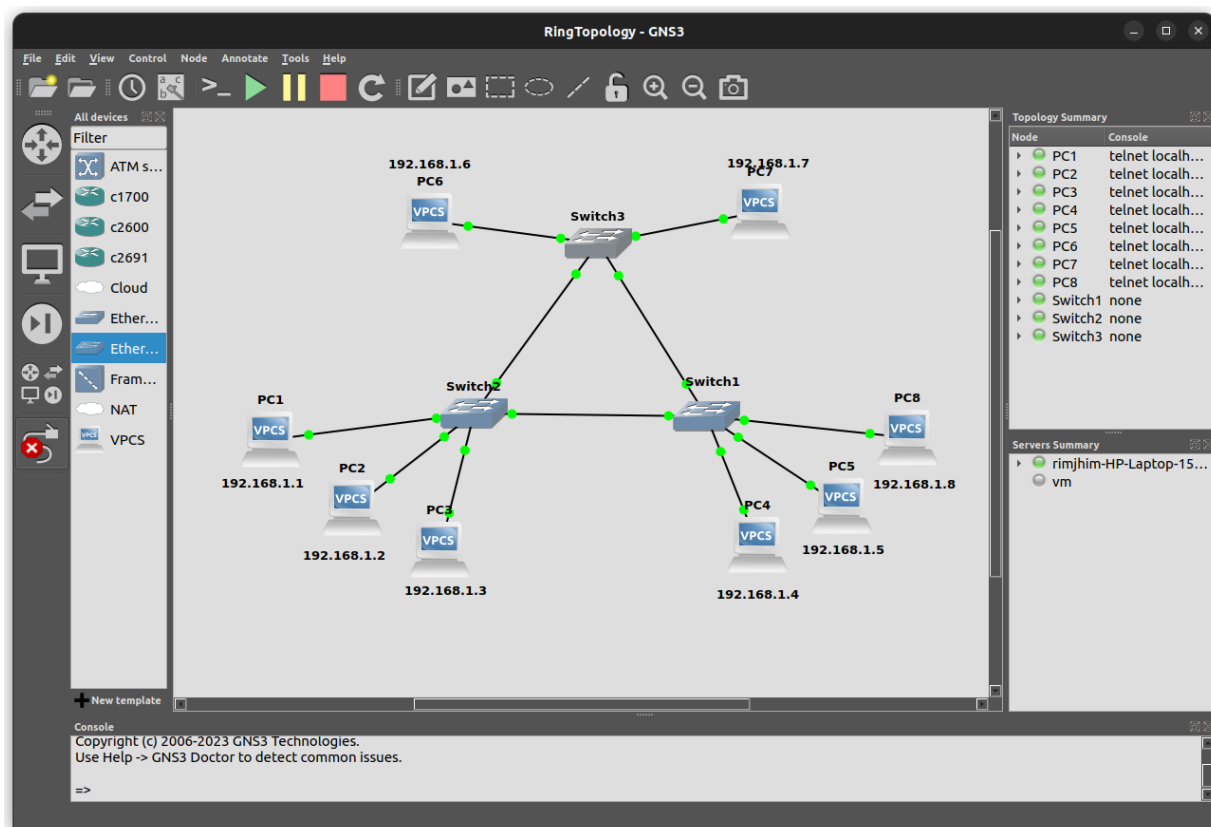 RingTopology - GNS3
File Edit View Control Node Annotate Tools Help
All devices
Filter
ATM s...
c1700
c2600
c2691
Cloud
Ether...
Ether...
Fram...
NAT
VPCS
New template
192.168.1.6
PC6
VPCS
192.168.1.7
PC7
VPCS
Switch3
Switch2
Switch1
PC1
VPCS
192.168.1.1
PC2
VPCS
192.168.1.2
PC3
VPCS
192.168.1.3
PC4
VPCS
192.168.1.4
PC5
VPCS
192.168.1.5
PC8
VPCS
192.168.1.8
Topology Summary
Node Console
PC1 telnet localh...
PC2 telnet localh...
PC3 telnet localh...
PC4 telnet localh...
PC5 telnet localh...
PC6 telnet localh...
PC7 telnet localh...
PC8 telnet localh...
Switch1 none
Switch2 none
Switch3 none
Servers Summary
rimjhim-HP-Laptop-15...
vm
Console
Copyright (c) 2006-2023 GNS3 Technologies.
Use Help -> GNS3 Doctor to detect common issues.
=>